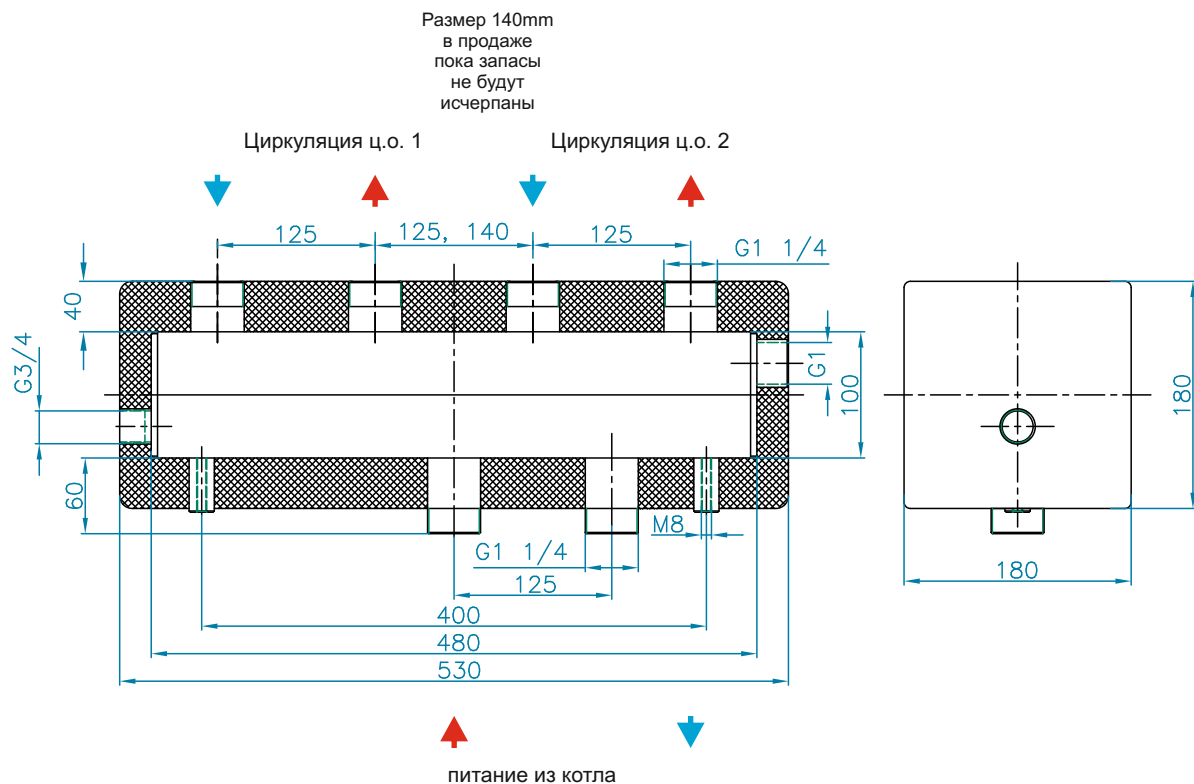 Размер 140mm
в продаже
пока запасы
не будут
исчерпаны
Циркуляция ц.о. 1
Циркуляция ц.о. 2
125
125, 140
125
G1 1/4
40
G3/4
G1
100
180
60
M8
G1 1/4
125
180
400
480
530
питание из котла